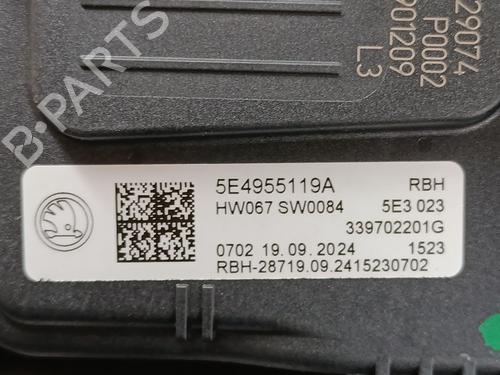 B-PARTS
29074
P0002
901209
L3
5E4955119A RBH
HW067 SW0084 5E3 023
339702201G
0702 19.09.2024 1523
RBH-28719.09.2415230702